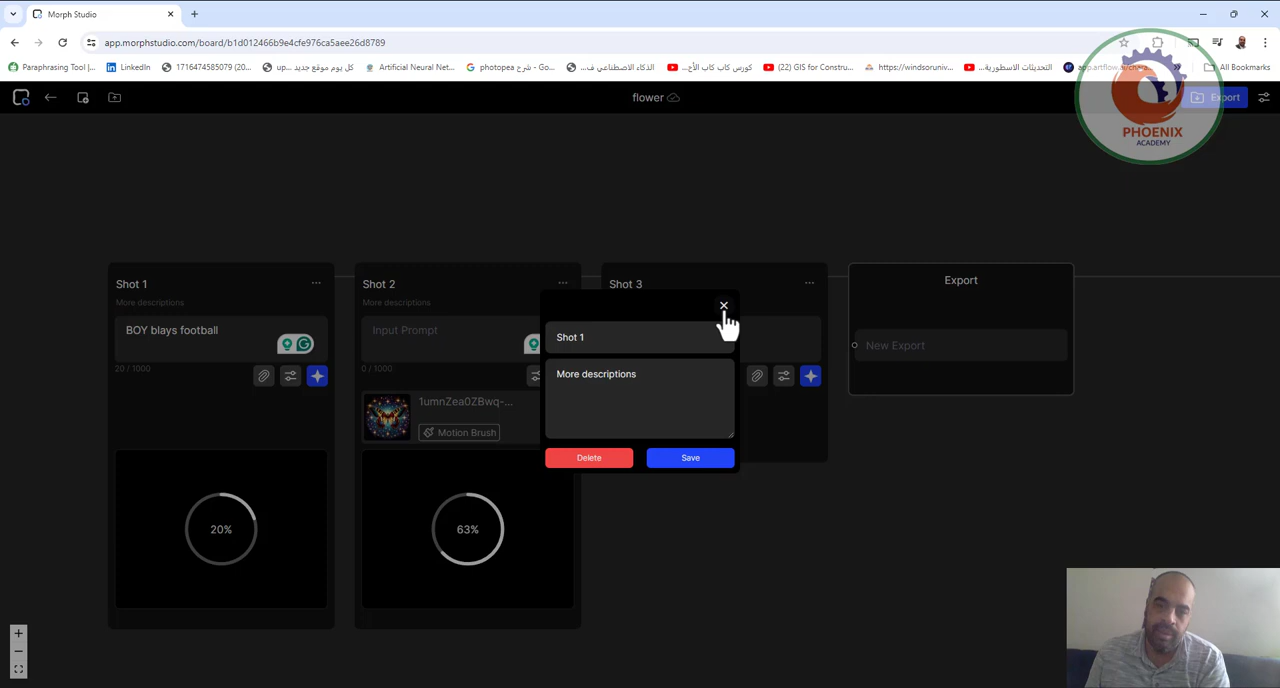 Morph Studio
app.morphstudio.com/board/b1d012466b9e4cfe976ca5aee26d8789
Paraphrasing Tool |...
LinkedIn
1716474585079 (20...
كل يوم موقع جديد ...up
Artificial Neural Net...
photopea شرح - Go...
الذكاء الاصطناعي ف...
كورس كاب كات الأح...
(22) GIS for Constru...
https://windsoruniv...
التحديثات الاسطورية...
All Bookmarks
flower
Export
PHOENIX
ACADEMY
Shot 1
More descriptions
BOY blays football
20 / 1000
20%
Shot 2
More descriptions
Input Prompt
0 / 1000
1umnZea0ZBwq-...
Motion Brush
63%
Shot 3
Shot 1
More descriptions
Delete
Save
Export
New Export